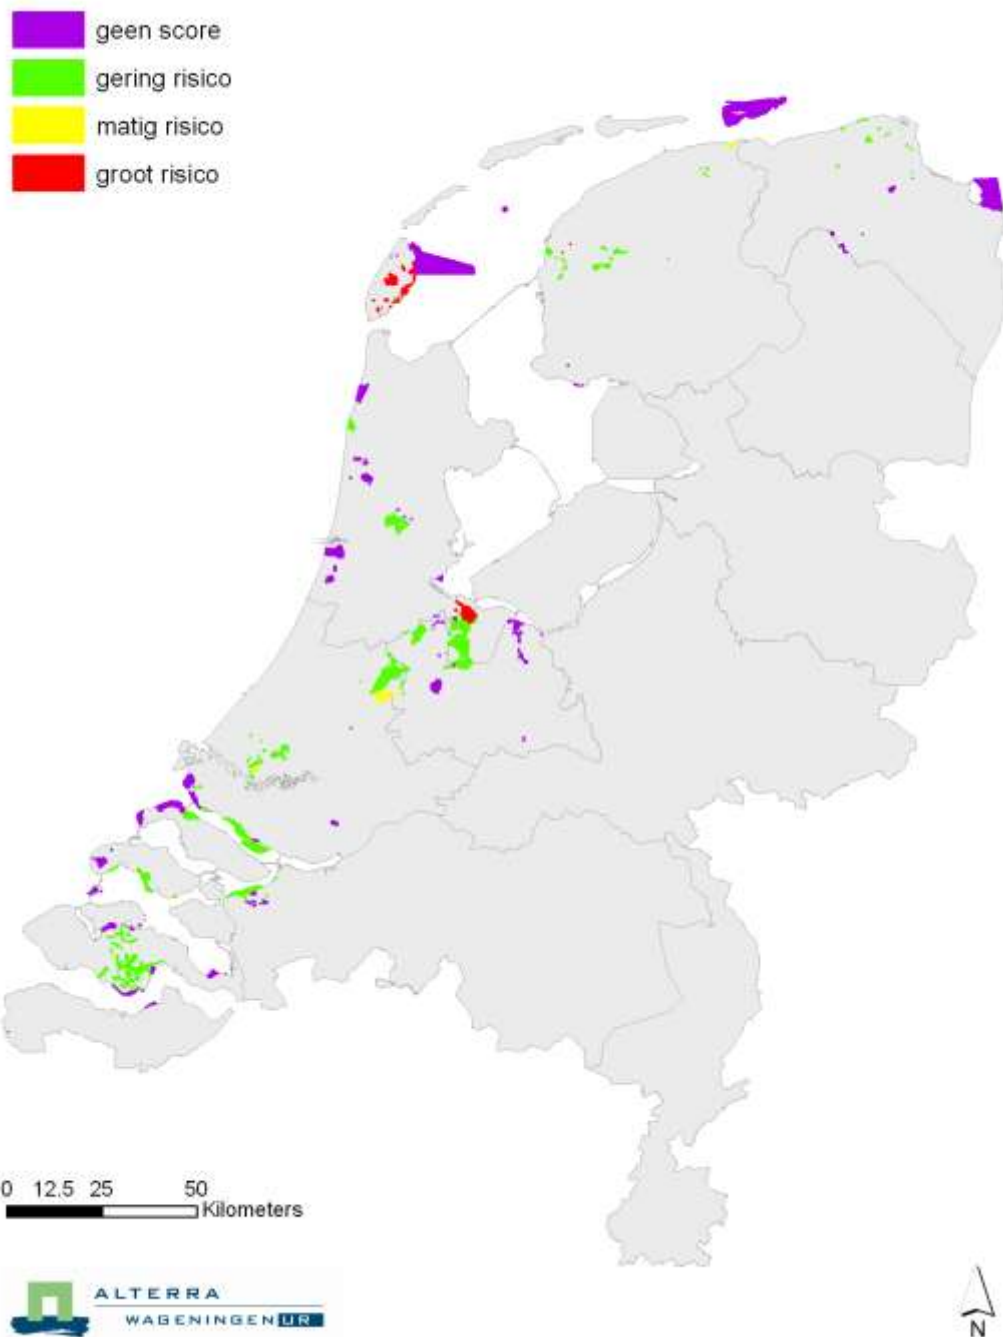 geen score
gering risico
matig risico
groot risico
0 12.5 25 50
Kilometers
ALTERRA
WAGENINGEN UR
N